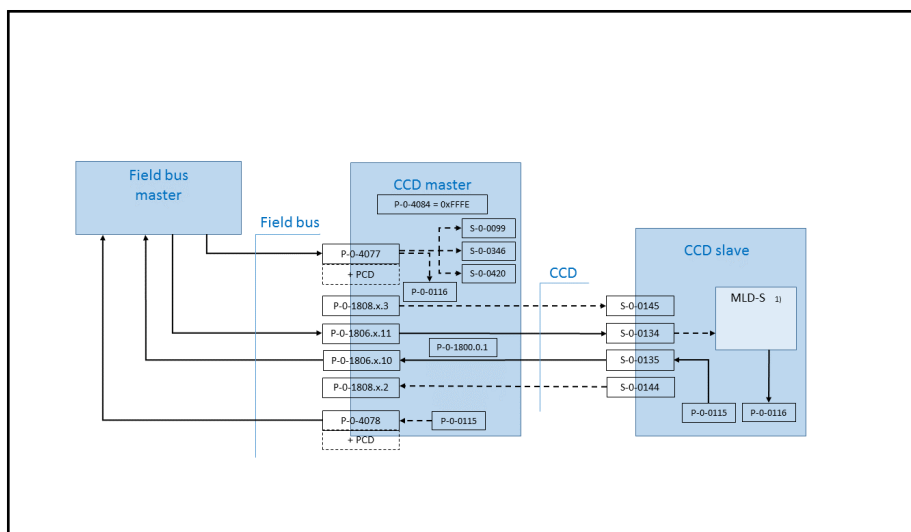 Field bus
master
Field bus
CCD master
P-0-4084 = 0xFFFE
S-0-0099
P-0-4077
S-0-0346
+ PCD
S-0-0420
P-0-0116
CCD
CCD slave
MLD-S 1)
P-0-1808.x.3
S-0-0145
P-0-1806.x.11
S-0-0134
P-0-1800.0.1
P-0-1806.x.10
S-0-0135
P-0-1808.x.2
S-0-0144
P-0-4078
P-0-0115
+ PCD
P-0-0115
P-0-0116